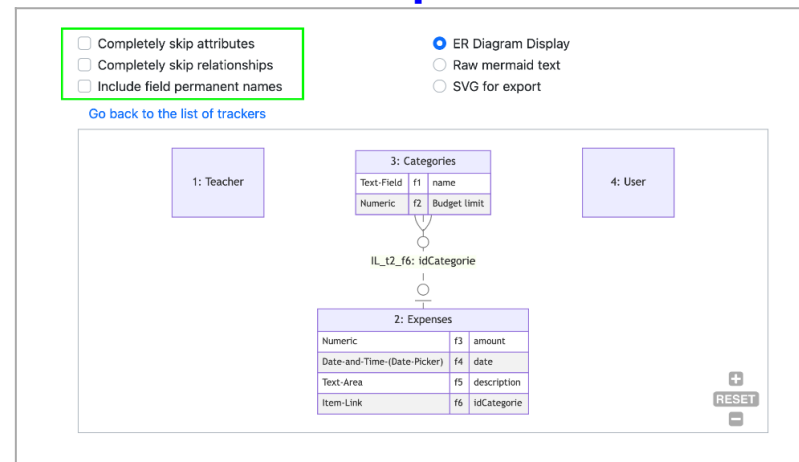 Completely skip attributes
Completely skip relationships
Include field permanent names
ER Diagram Display
Raw mermaid text
SVG for export
Go back to the list of trackers
1: Teacher
3: Categories
Text-Field f1 name
Numeric f2 Budget limit
4: User
IL_t2_f6: idCategorie
2: Expenses
Numeric f3 amount
Date-and-Time-(Date-Picker) f4 date
Text-Area f5 description
Item-Link f6 idCategorie
RESET